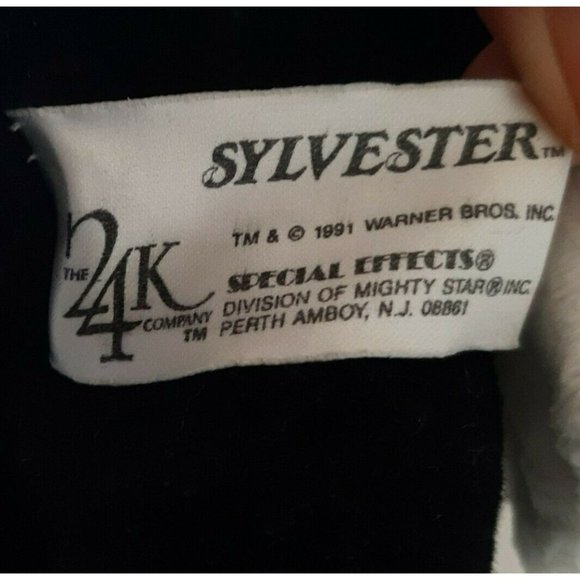 SYLVESTER™
TM & © 1991 WARNER BROS. INC.
THE 24K COMPANY TM
SPECIAL EFFECTS®
DIVISION OF MIGHTY STAR® INC.
PERTH AMBOY, N.J. 08861